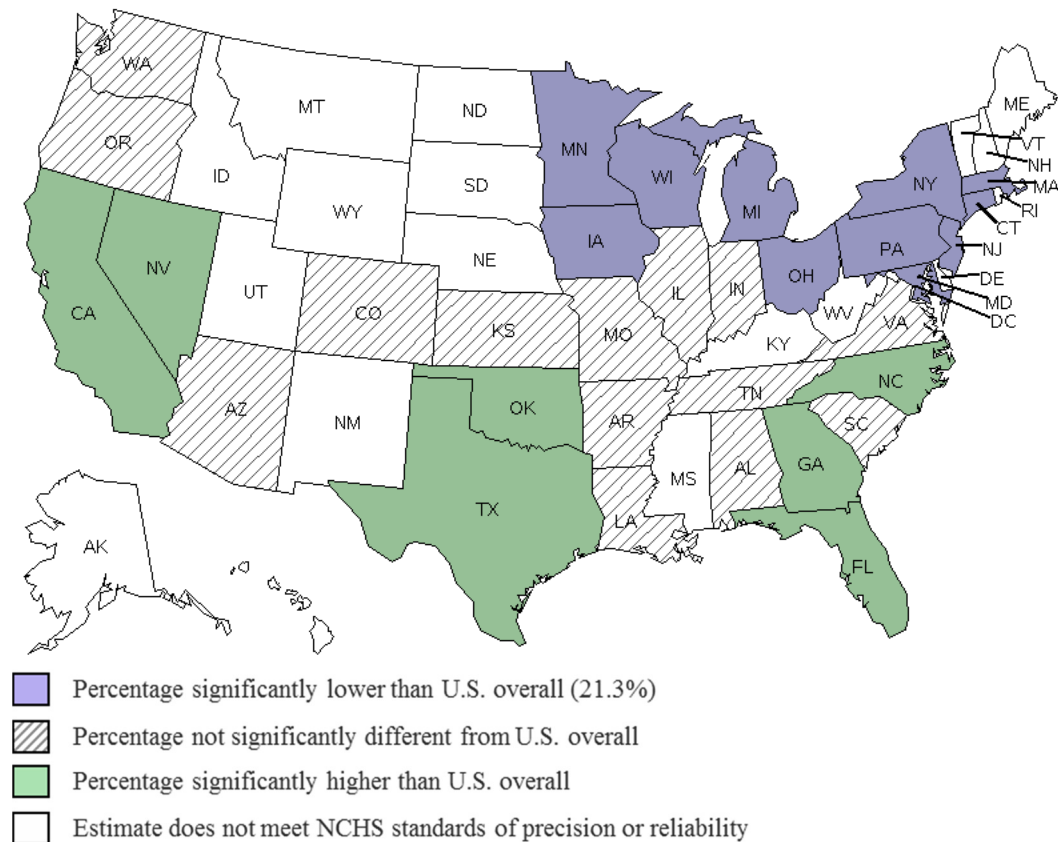 WA
MT
ND
ME
OR
MN
VT
NH
ID
SD
WI
NY
MA
WY
MI
RI
CT
IA
NE
PA
NJ
NV
OH
DE
UT
IL
IN
MD
CA
CO
WV
DC
KS
MO
VA
KY
NC
TN
AZ
OK
NM
AR
SC
MS
AL
GA
TX
LA
AK
FL
Percentage significantly lower than U.S. overall (21.3%)
Percentage not significantly different from U.S. overall
Percentage significantly higher than U.S. overall
Estimate does not meet NCHS standards of precision or reliability